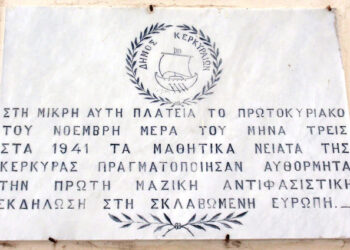 ΔΗΜΟΣ ΚΕΡΚΥΡΑΙΩΝ
ΣΤΗ ΜΙΚΡΗ ΑΥΤΗ ΠΛΑΤΕΙΑ ΤΟ ΠΡΩΤΟΚΥΡΙΑΚΟ
ΤΟΥ ΝΟΕΜΒΡΗ ΜΕΡΑ ΤΟΥ ΜΗΝΑ ΤΡΕΙΣ
ΣΤΑ 1941 ΤΑ ΜΑΘΗΤΙΚΑ ΝΕΙΑΤΑ ΤΗΣ
ΚΕΡΚΥΡΑΣ ΠΡΑΓΜΑΤΟΠΟΙΗΣΑΝ ΑΥΘΟΡΜΗΤΑ
ΤΗΝ ΠΡΩΤΗ ΜΑΖΙΚΗ ΑΝΤΙΦΑΣΙΣΤΙΚΗ
ΕΚΔΗΛΩΣΗ ΣΤΗ ΣΚΛΑΒΩΜΕΝΗ ΕΥΡΩΠΗ.